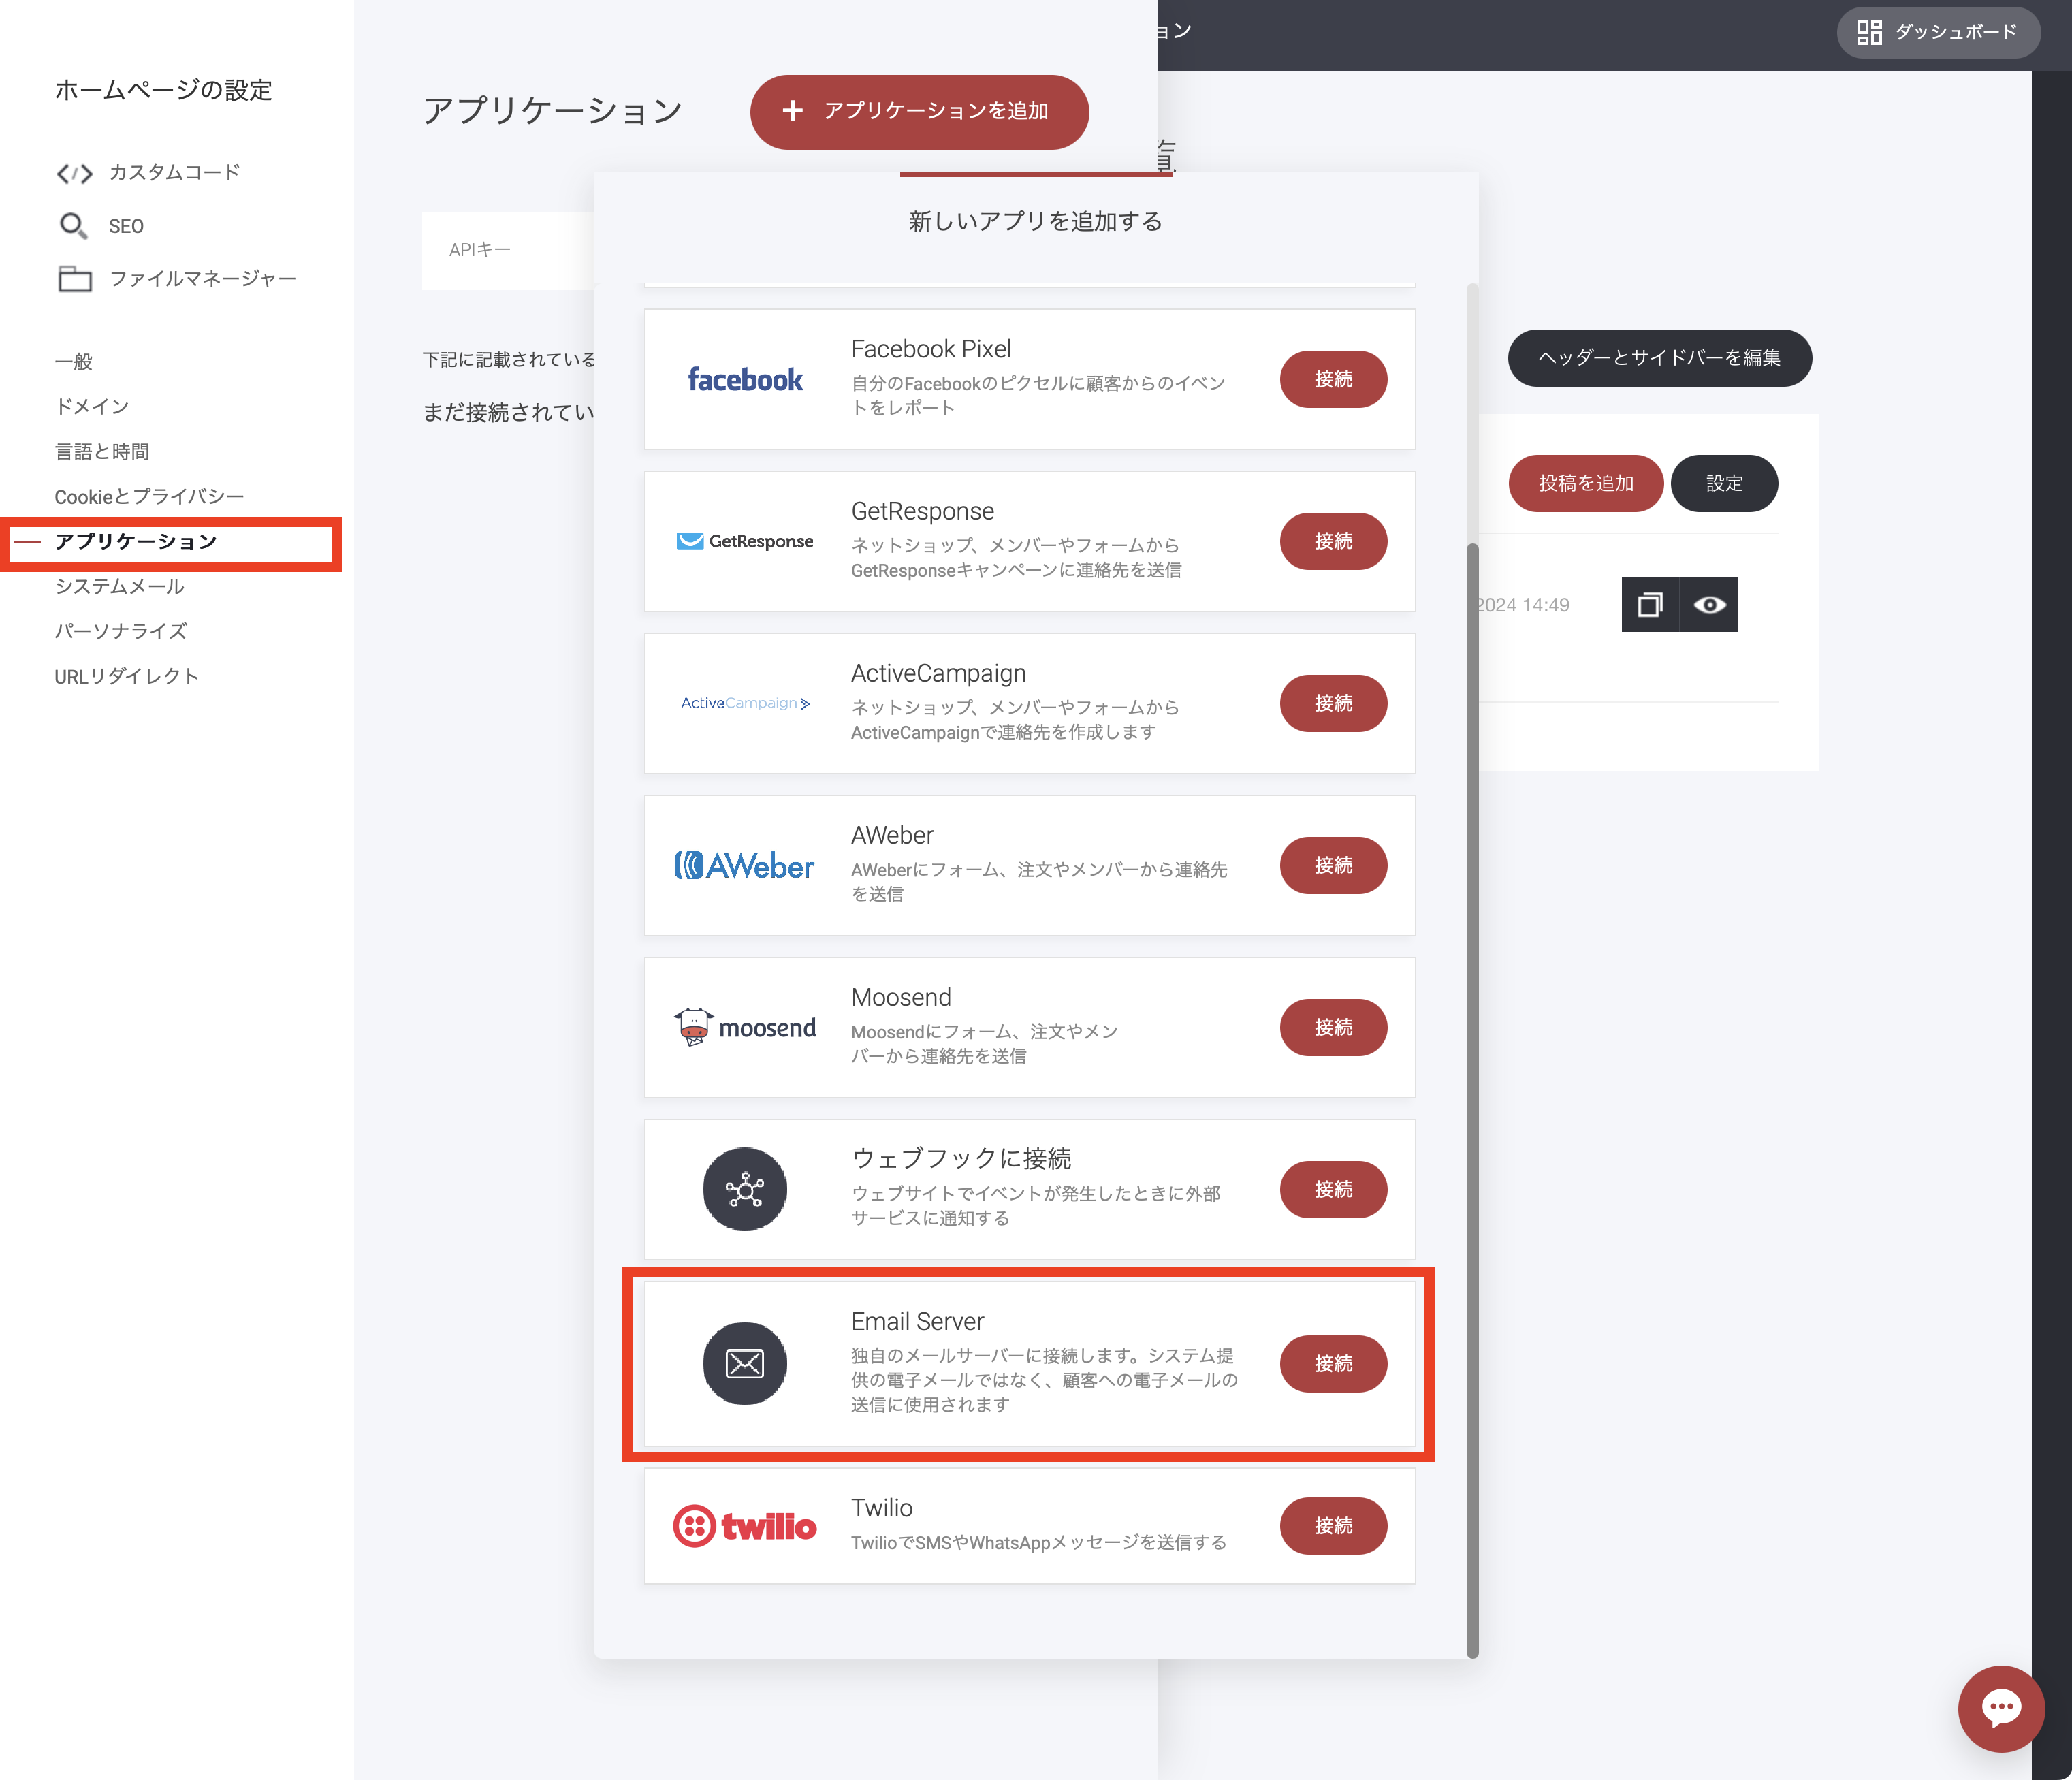 ホームページの設定
カスタムコード
SEO
ファイルマネージャー
一般
ドメイン
言語と時間
Cookieとプライバシー
アプリケーション
システムメール
パーソナライズ
URLリダイレクト
アプリケーション
アプリケーションを追加
APIキー
下記に記載されている
まだ接続されてい
新しいアプリを追加する
facebook
Facebook Pixel
自分のFacebookのピクセルに顧客からのイベン
トをレポート
接続
GetResponse
GetResponse
ネットショップ、メンバーやフォームから
GetResponseキャンペーンに連絡先を送信
接続
ActiveCampaign
ActiveCampaign
ネットショップ、メンバーやフォームから
ActiveCampaignで連絡先を作成します
接続
AWeber
AWeber
AWeberにフォーム、注文やメンバーから連絡先
を送信
接続
moosend
Moosend
Moosendにフォーム、注文やメン
バーから連絡先を送信
接続
ウェブフックに接続
ウェブサイトでイベントが発生したときに外部
サービスに通知する
接続
Email Server
独自のメールサーバーに接続します。システム提
供の電子メールではなく、顧客への電子メールの
送信に使用されます
接続
twilio
Twilio
TwilioでSMSやWhatsAppメッセージを送信する
接続
ョン
ダッシュボード
覧
ヘッダーとサイドバーを編集
投稿を追加
設定
2024 14:49